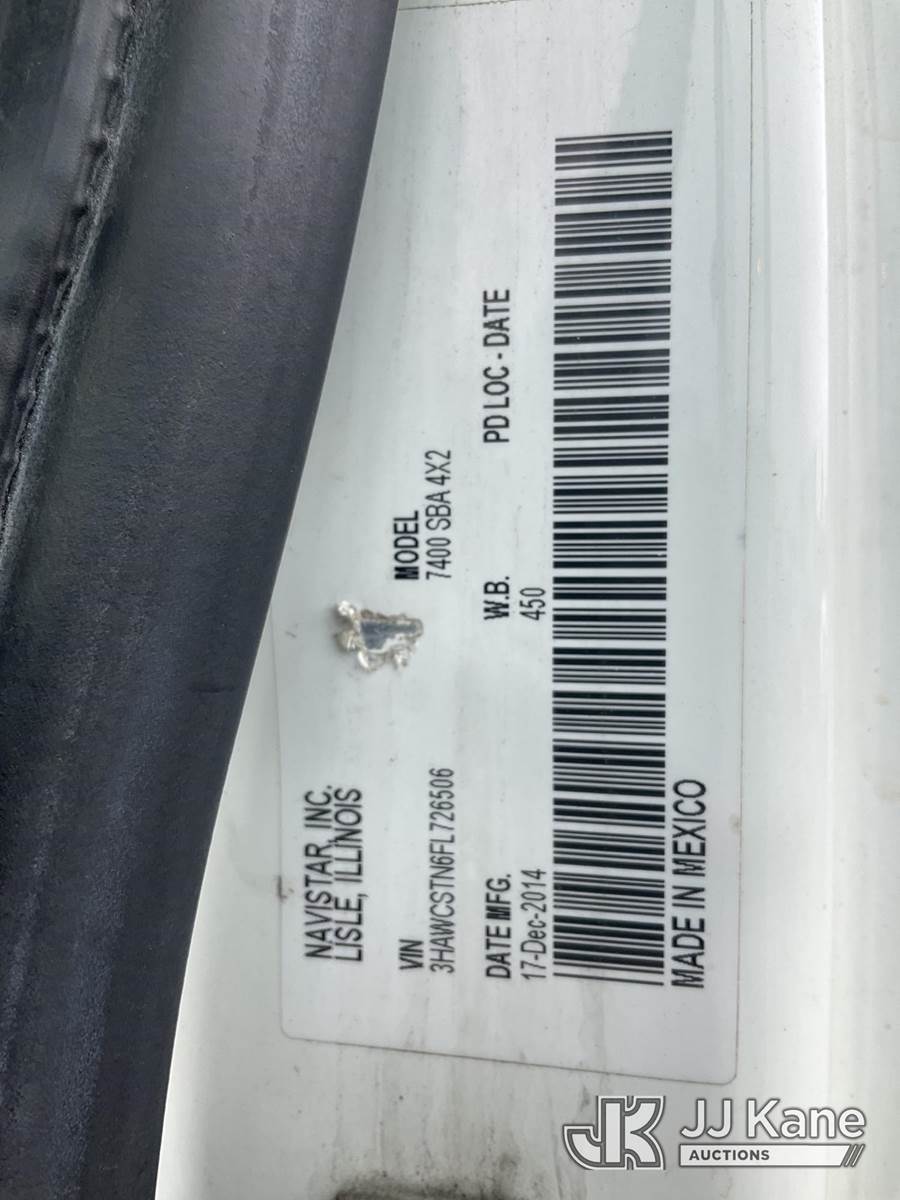 NAVISTAR, INC.
LISLE, ILLINOIS
VIN
3HAWCSTN6FL726506
MODEL
7400 SBA 4X2
DATE MFG.
17-Dec-2014
W.B.
450
PD LOC - DATE
MADE IN MEXICO
JK JJ Kane
AUCTIONS